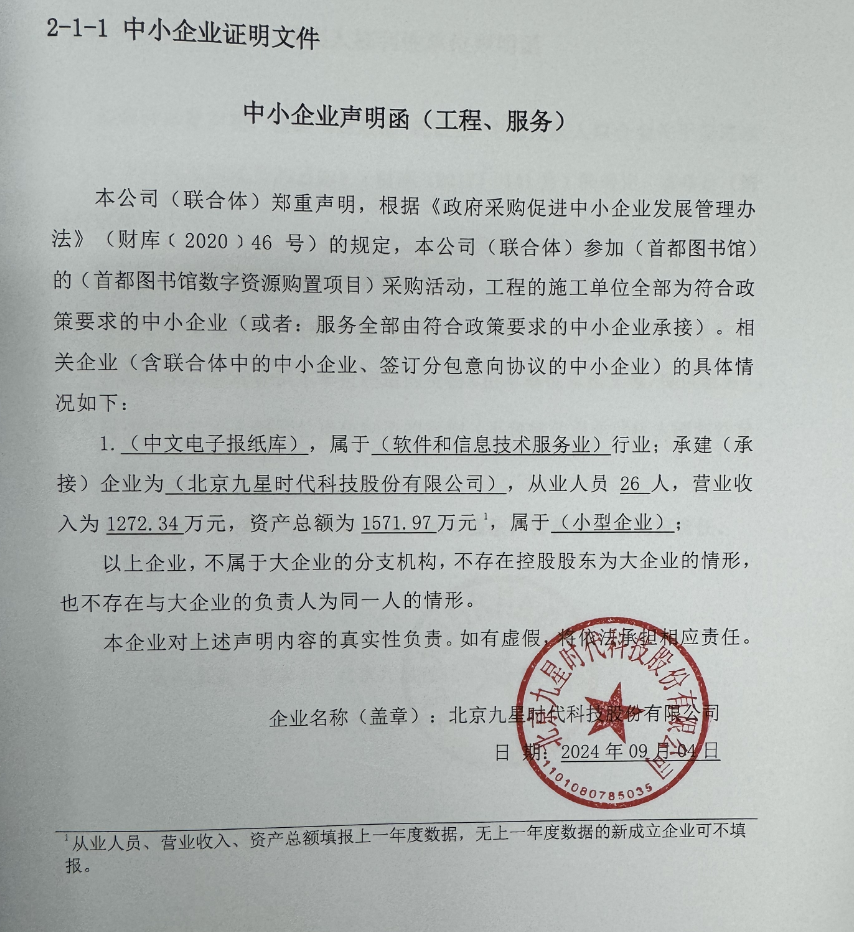 2-1-1 中小企业证明文件
中小企业声明函（工程、服务）
本公司（联合体）郑重声明，根据《政府采购促进中小企业发展管理办
法》（财库﹝2020﹞46 号）的规定，本公司（联合体）参加（首都图书馆）
的（首都图书馆数字资源购置项目）采购活动，工程的施工单位全部为符合政
策要求的中小企业（或者：服务全部由符合政策要求的中小企业承接）。相
关企业（含联合体中的中小企业、签订分包意向协议的中小企业）的具体情
况如下：
1.（中文电子报纸库），属于（软件和信息技术服务业）行业；承建（承
接）企业为（北京九星时代科技股份有限公司），从业人员 26 人，营业收
入为 1272.34 万元，资产总额为 1571.97 万元¹，属于（小型企业）；
以上企业，不属于大企业的分支机构，不存在控股股东为大企业的情形，
也不存在与大企业的负责人为同一人的情形。
本企业对上述声明内容的真实性负责。如有虚假，将依法承担相应责任。
企业名称（盖章）：北京九星时代科技股份有限公司
日 期：2024 年 09 月 04 日
北京九星时代科技股份有限公司
1101080785035
¹从业人员、营业收入、资产总额填报上一年度数据，无上一年度数据的新成立企业可不填
报。